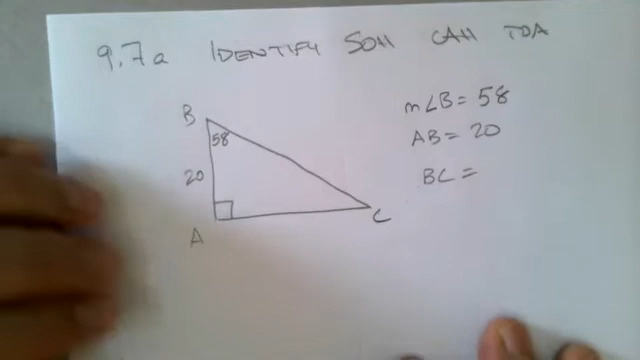 9.7a IDENTIFY SOH CAH TOA
m∠B = 58
AB = 20
BC =
B
58
20
A
C